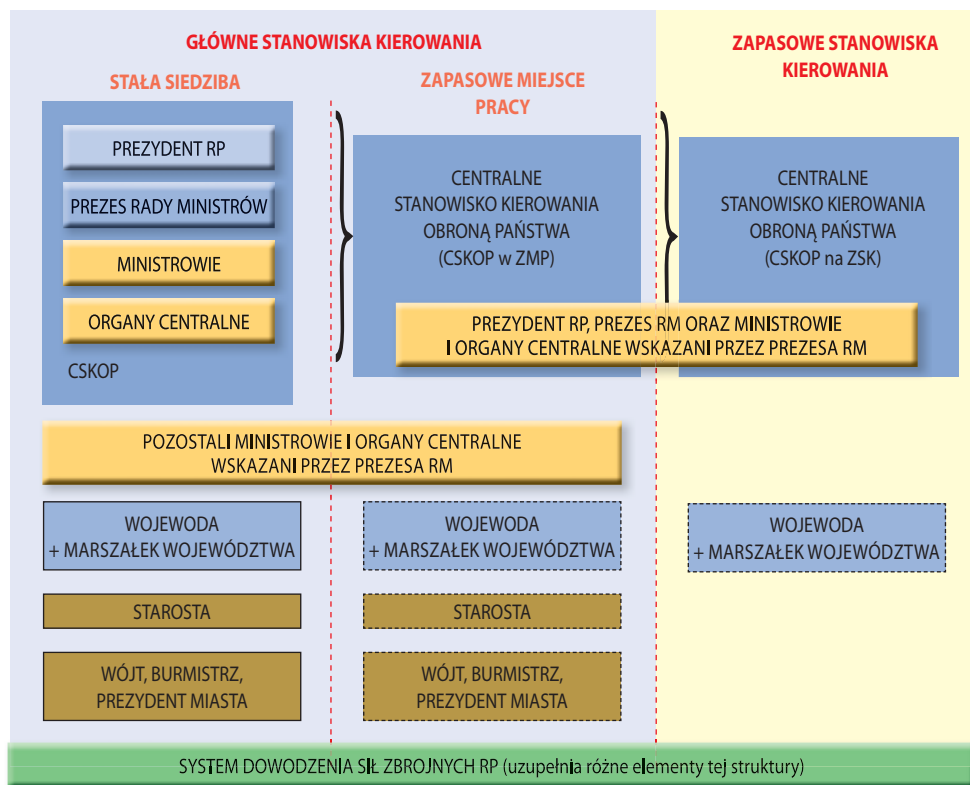 GŁÓWNE STANOWISKA KIEROWANIA
ZAPASOWE STANOWISKA
KIEROWANIA
STAŁA SIEDZIBA
ZAPASOWE MIEJSCE
PRACY
PREZYDENT RP
PREZES RADY MINISTRÓW
MINISTROWIE
ORGANY CENTRALNE
CSKOP
CENTRALNE
STANOWISKO KIEROWANIA
OBRONĄ PAŃSTWA
(CSKOP w ZMP)
CENTRALNE
STANOWISKO KIEROWANIA
OBRONĄ PAŃSTWA
(CSKOP na ZSK)
PREZYDENT RP, PREZES RM ORAZ MINISTROWIE
I ORGANY CENTRALNE WSKAZANI PRZEZ PREZESA RM
POZOSTALI MINISTROWIE I ORGANY CENTRALNE
WSKAZANI PRZEZ PREZESA RM
WOJEWODA
+ MARSZAŁEK WOJEWÓDZTWA
WOJEWODA
+ MARSZAŁEK WOJEWÓDZTWA
WOJEWODA
+ MARSZAŁEK WOJEWÓDZTWA
STAROSTA
STAROSTA
WÓJT, BURMISTRZ,
PREZYDENT MIASTA
WÓJT, BURMISTRZ,
PREZYDENT MIASTA
SYSTEM DOWODZENIA SIŁ ZBROJNYCH RP (uzupełnia różne elementy tej struktury)